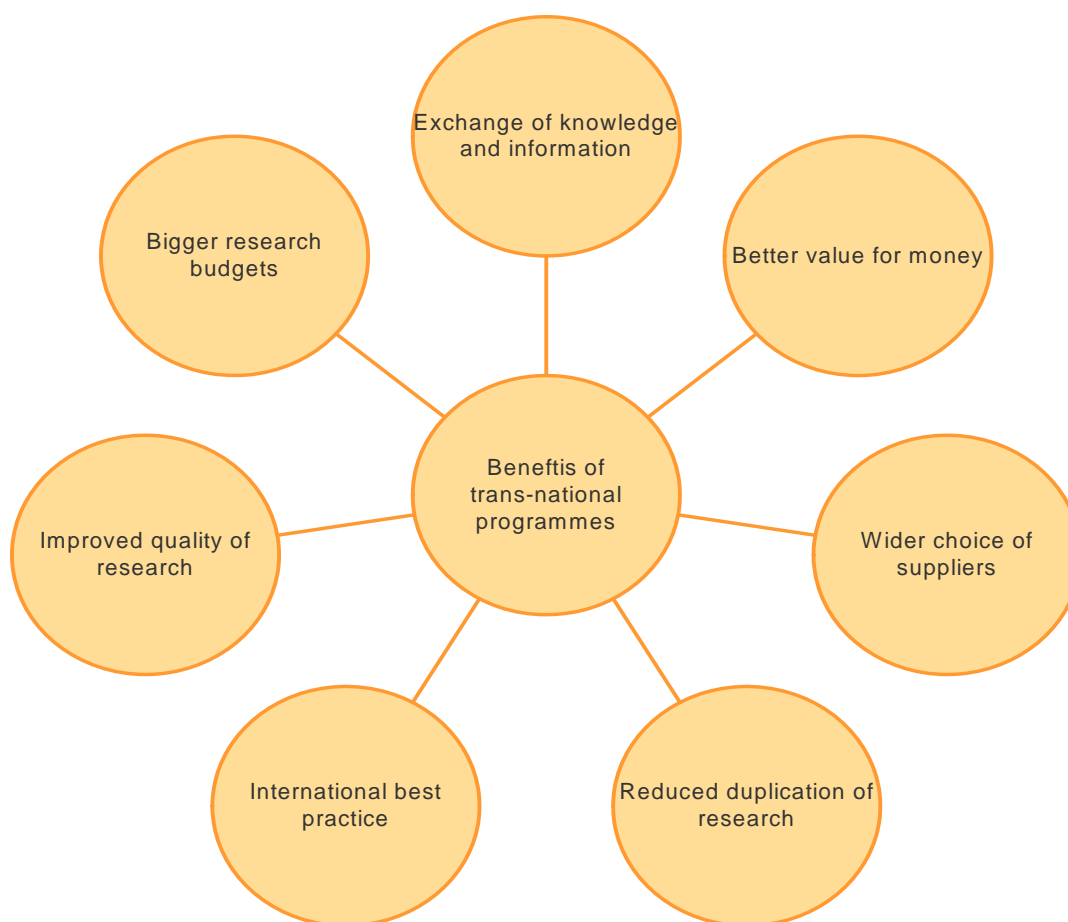 Exchange of knowledge
and information
Bigger research
budgets
Better value for money
Beneftis of
trans-national
programmes
Improved quality of
research
Wider choice of
suppliers
International best
practice
Reduced duplication of
research